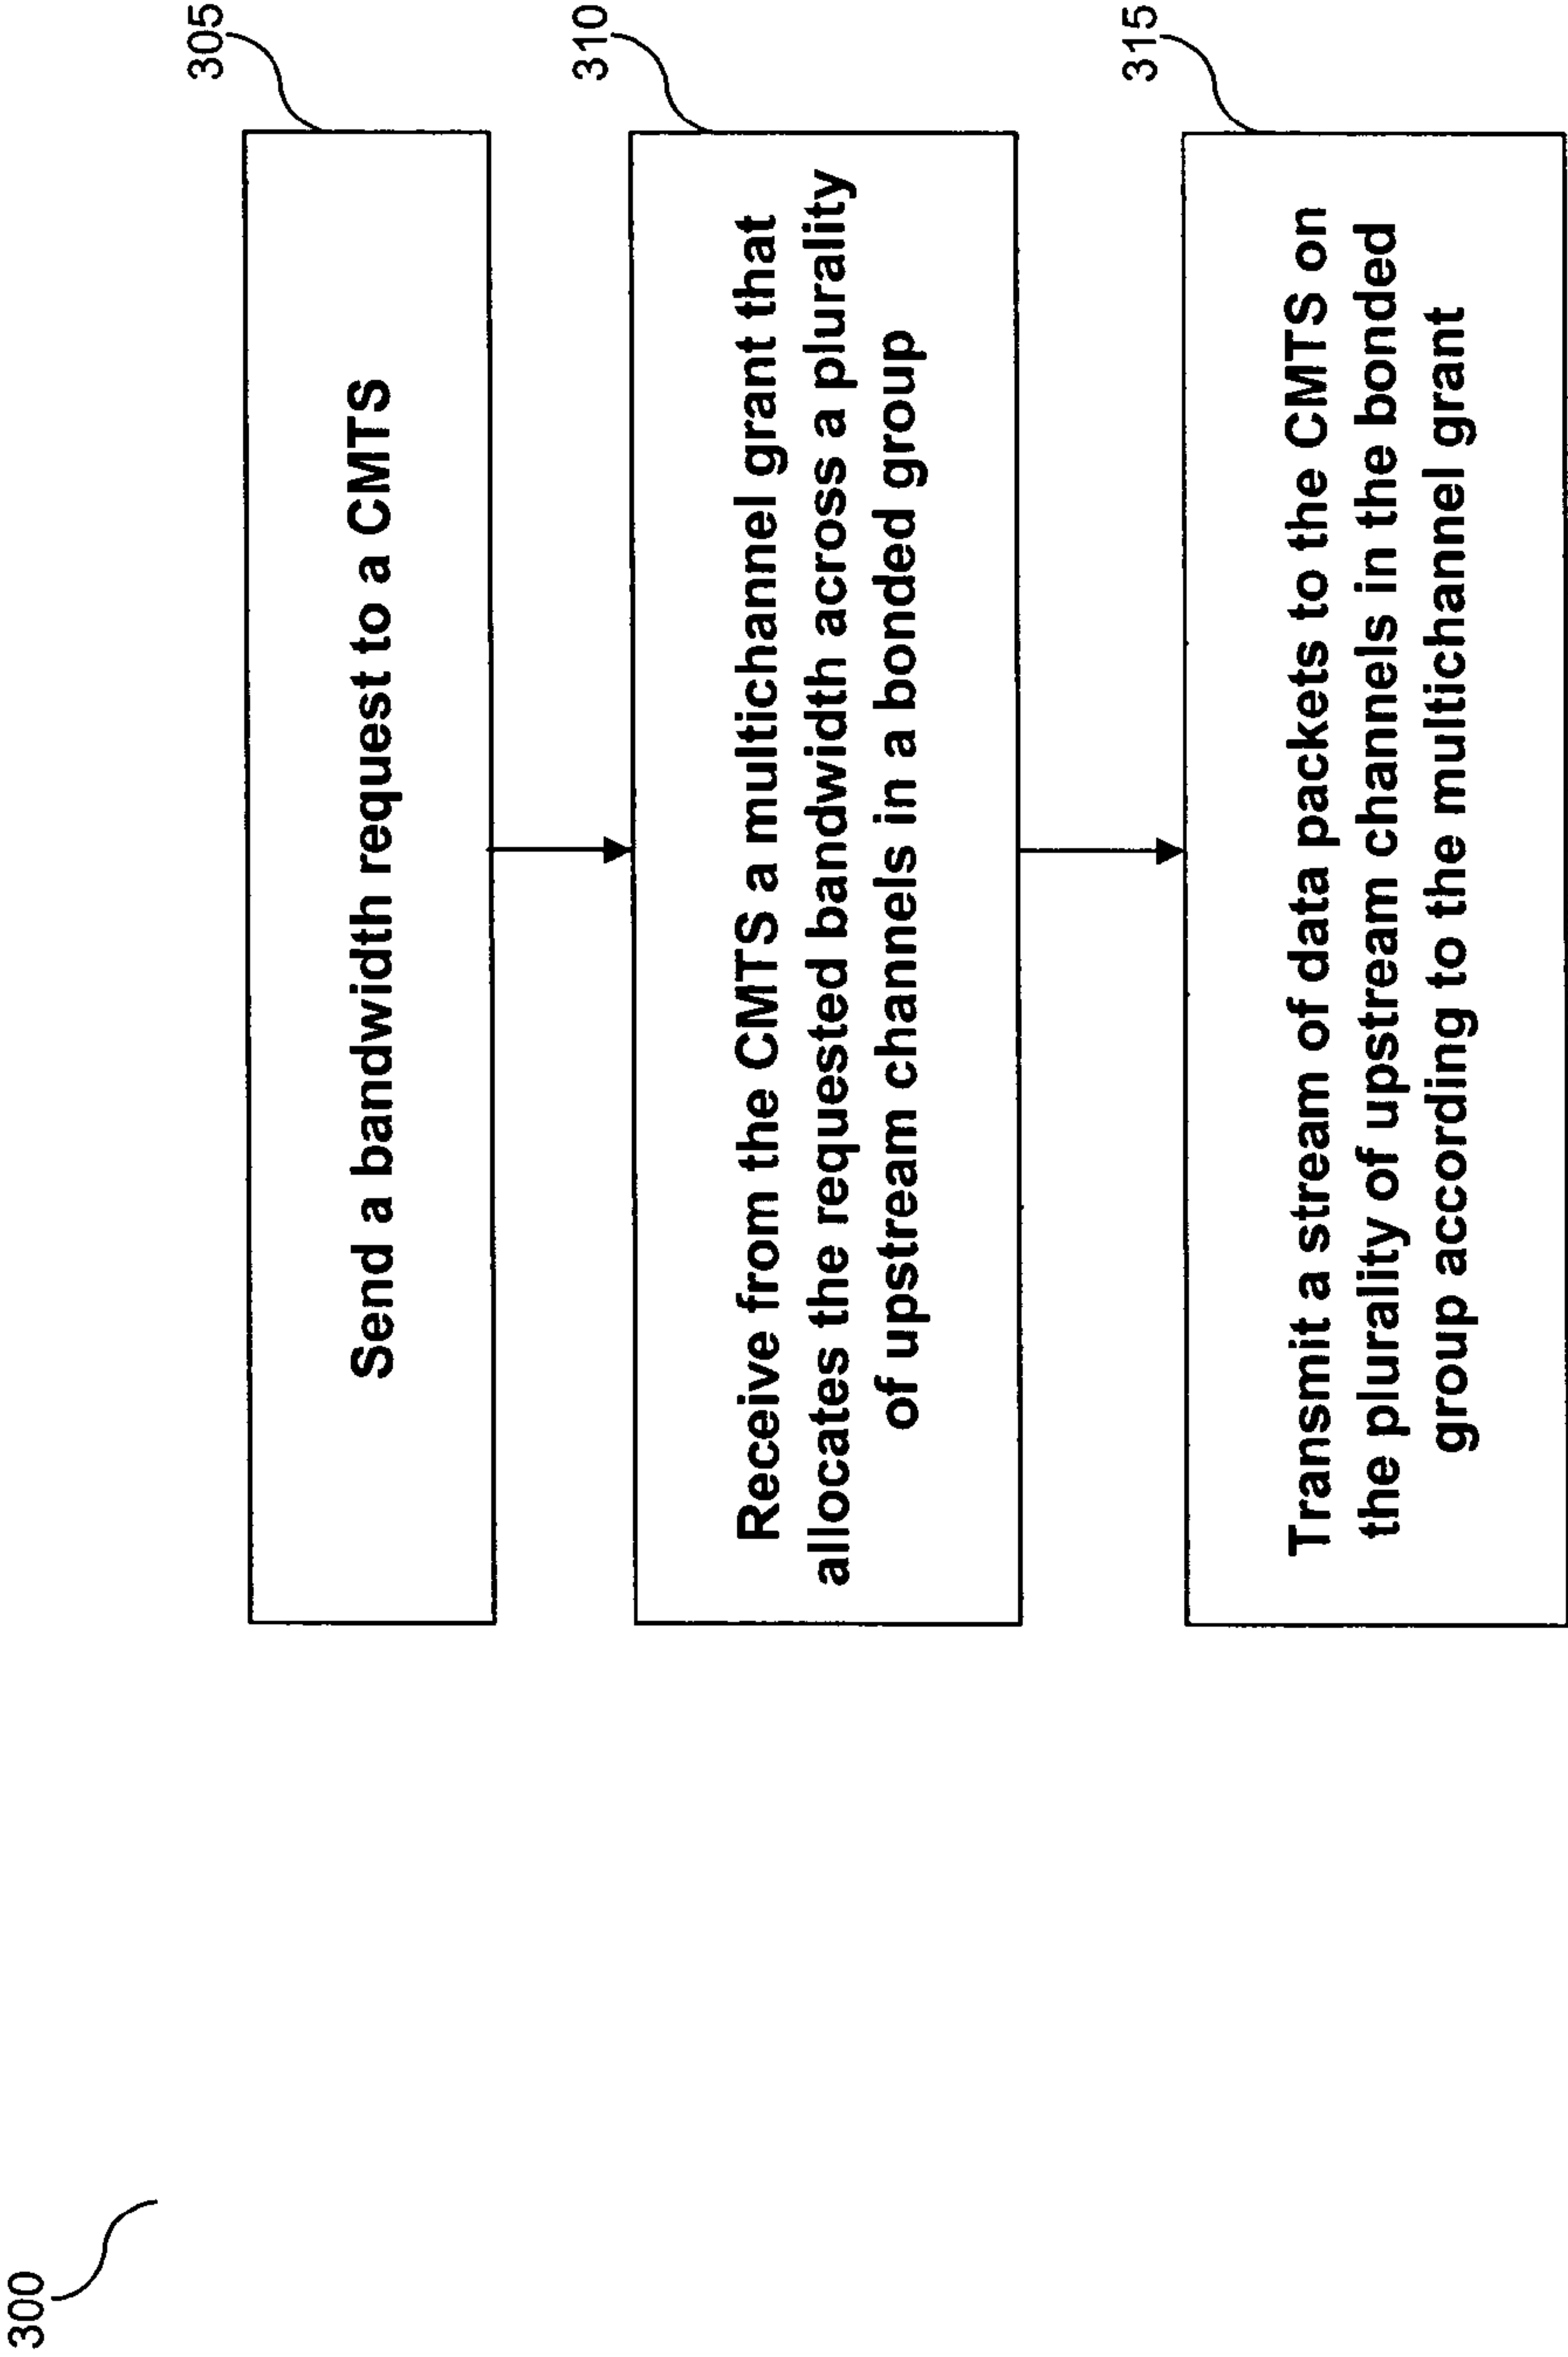 300
305
Send a bandwidth request to a CMTS
310
Receive from the CMTS a multichannel grant that
allocates the requested bandwidth across a plurality
of upstream channels in a bonded group
315
Transmit a stream of data packets to the CMTS on
the plurality of upstream channels in the bonded
group according to the multichannel grant